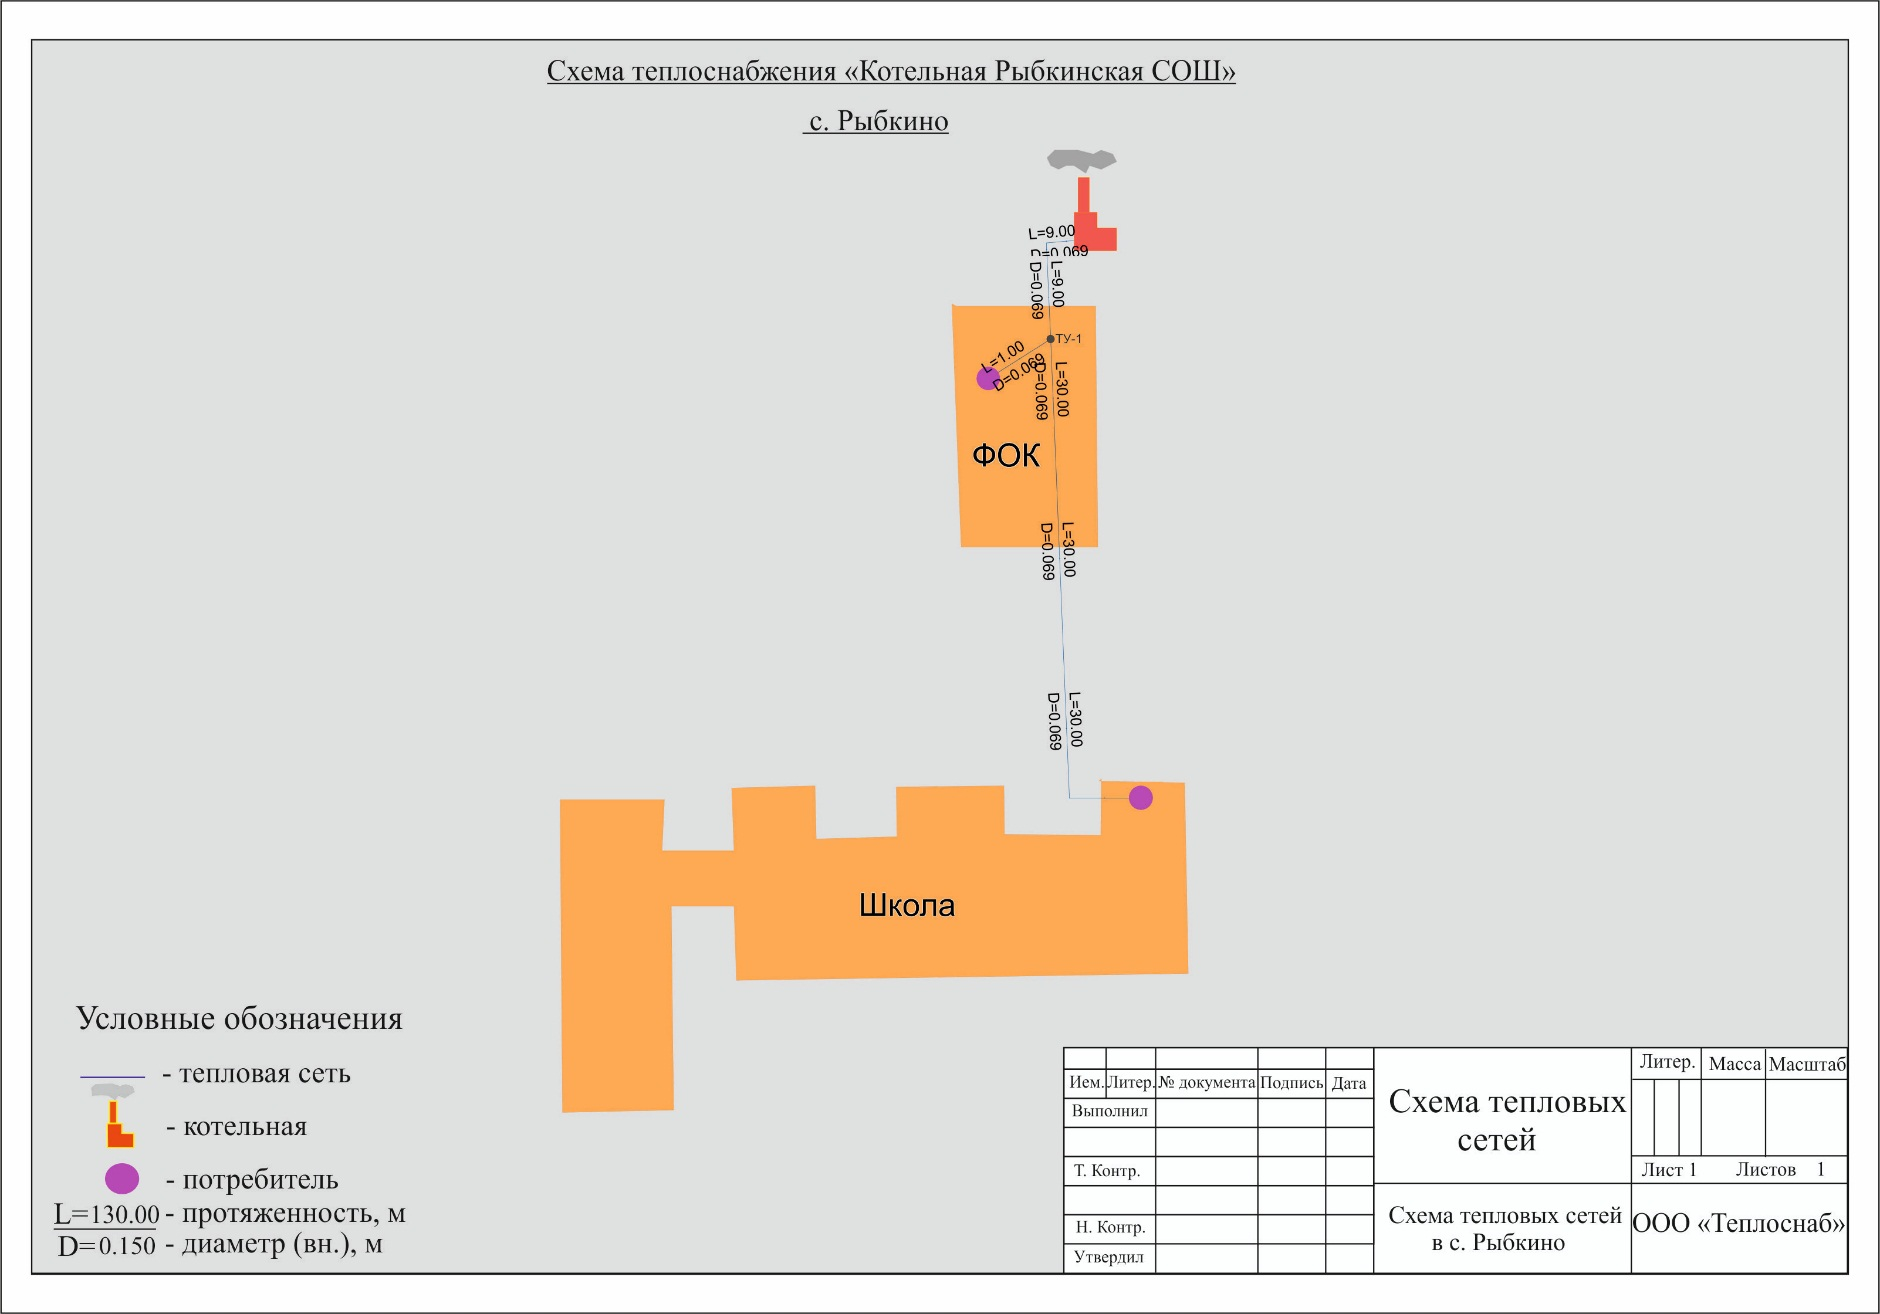 Схема теплоснабжения «Котельная Рыбкинская СОШ»
с. Рыбкино
L=9.00
D=0.069
L=9.00
D=0.069
ТУ-1
L=1.00
D=0.069
L=30.00
D=0.069
ФОК
L=30.00
D=0.069
L=30.00
D=0.069
Школа
Условные обозначения
- тепловая сеть
- котельная
- потребитель
L=130.00 - протяженность, м
D=0.150 - диаметр (вн.), м
Ием. Литер. № документа Подпись Дата
Выполнил
Т. Контр.
Н. Контр.
Утвердил
Схема тепловых
сетей
Схема тепловых сетей
в с. Рыбкино
Литер. Масса Масштаб
Лист 1 Листов 1
ООО «Теплоснаб»